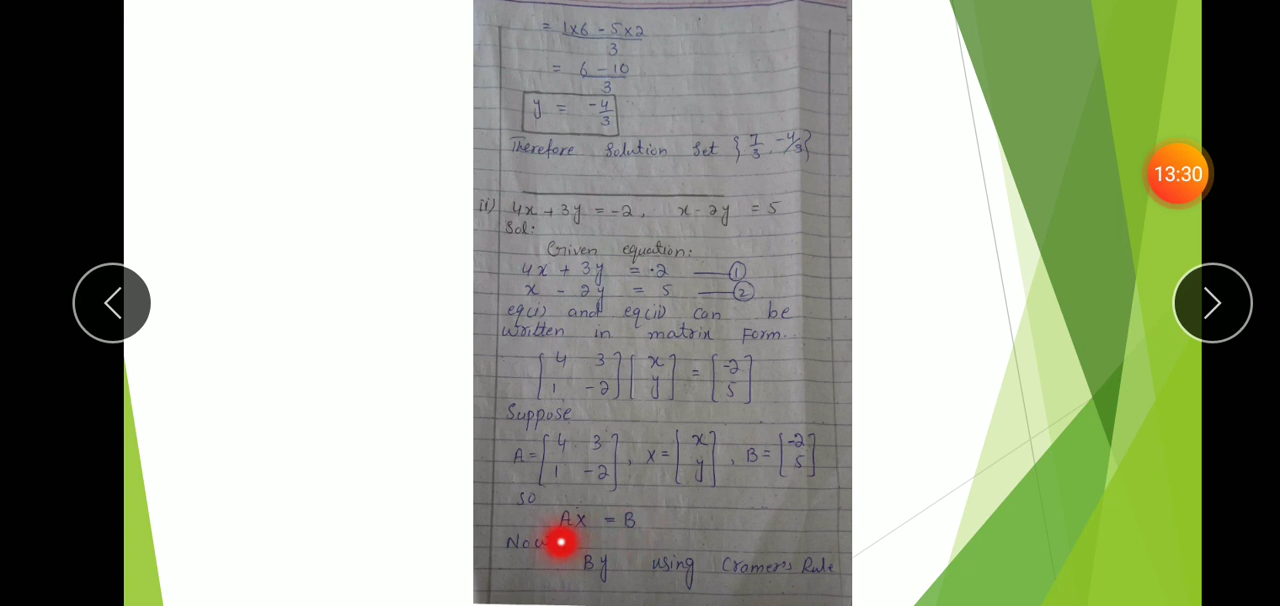 = 1x6 - 5x2
3
= 6 - 10
3
y = -4
3
Therefore Solution Set { 7/3, -4/3 }
ii) 4x + 3y = -2, x - 2y = 5
Sol:
Given equation:
4x + 3y = -2 ——①
x - 2y = 5 ——②
eq(i) and eq(ii) can be
written in matrix Form.
[4 3] [x] = [-2]
[1 -2] [y] [5]
Suppose
A = [4 3], X = [x], B = [-2]
[1 -2] [y] [5]
so
AX = B
Now
By using Cramer's Rule
13:30